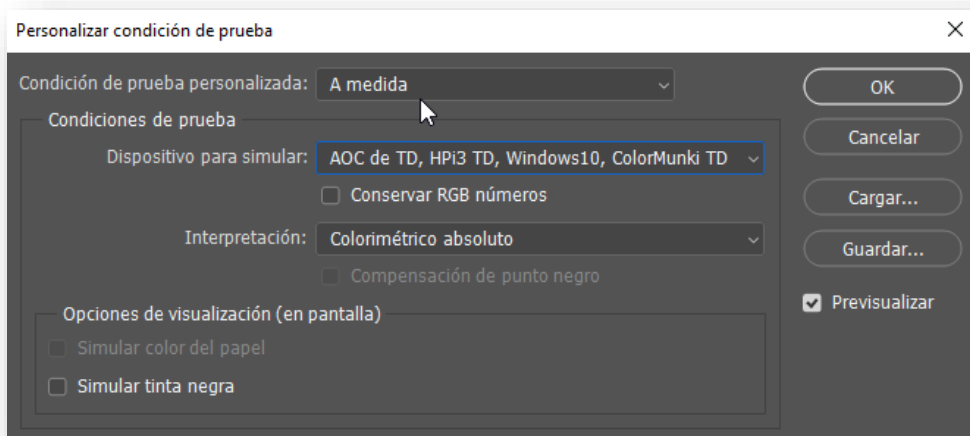 Personalizar condición de prueba
Condición de prueba personalizada: A medida
OK
Condiciones de prueba
Cancelar
Dispositivo para simular: AOC de TD, HPi3 TD, Windows10, ColorMunki TD
Conservar RGB números
Cargar...
Interpretación: Colorimétrico absoluto
Guardar...
Compensación de punto negro
Previsualizar
Opciones de visualización (en pantalla)
Simular color del papel
Simular tinta negra